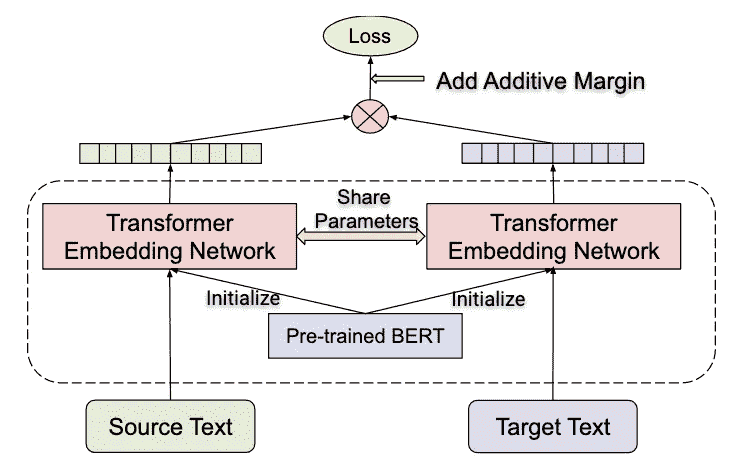 Loss
Add Additive Margin
Share
Parameters
Transformer
Embedding Network
Transformer
Embedding Network
Initialize
Initialize
Pre-trained BERT
Source Text
Target Text